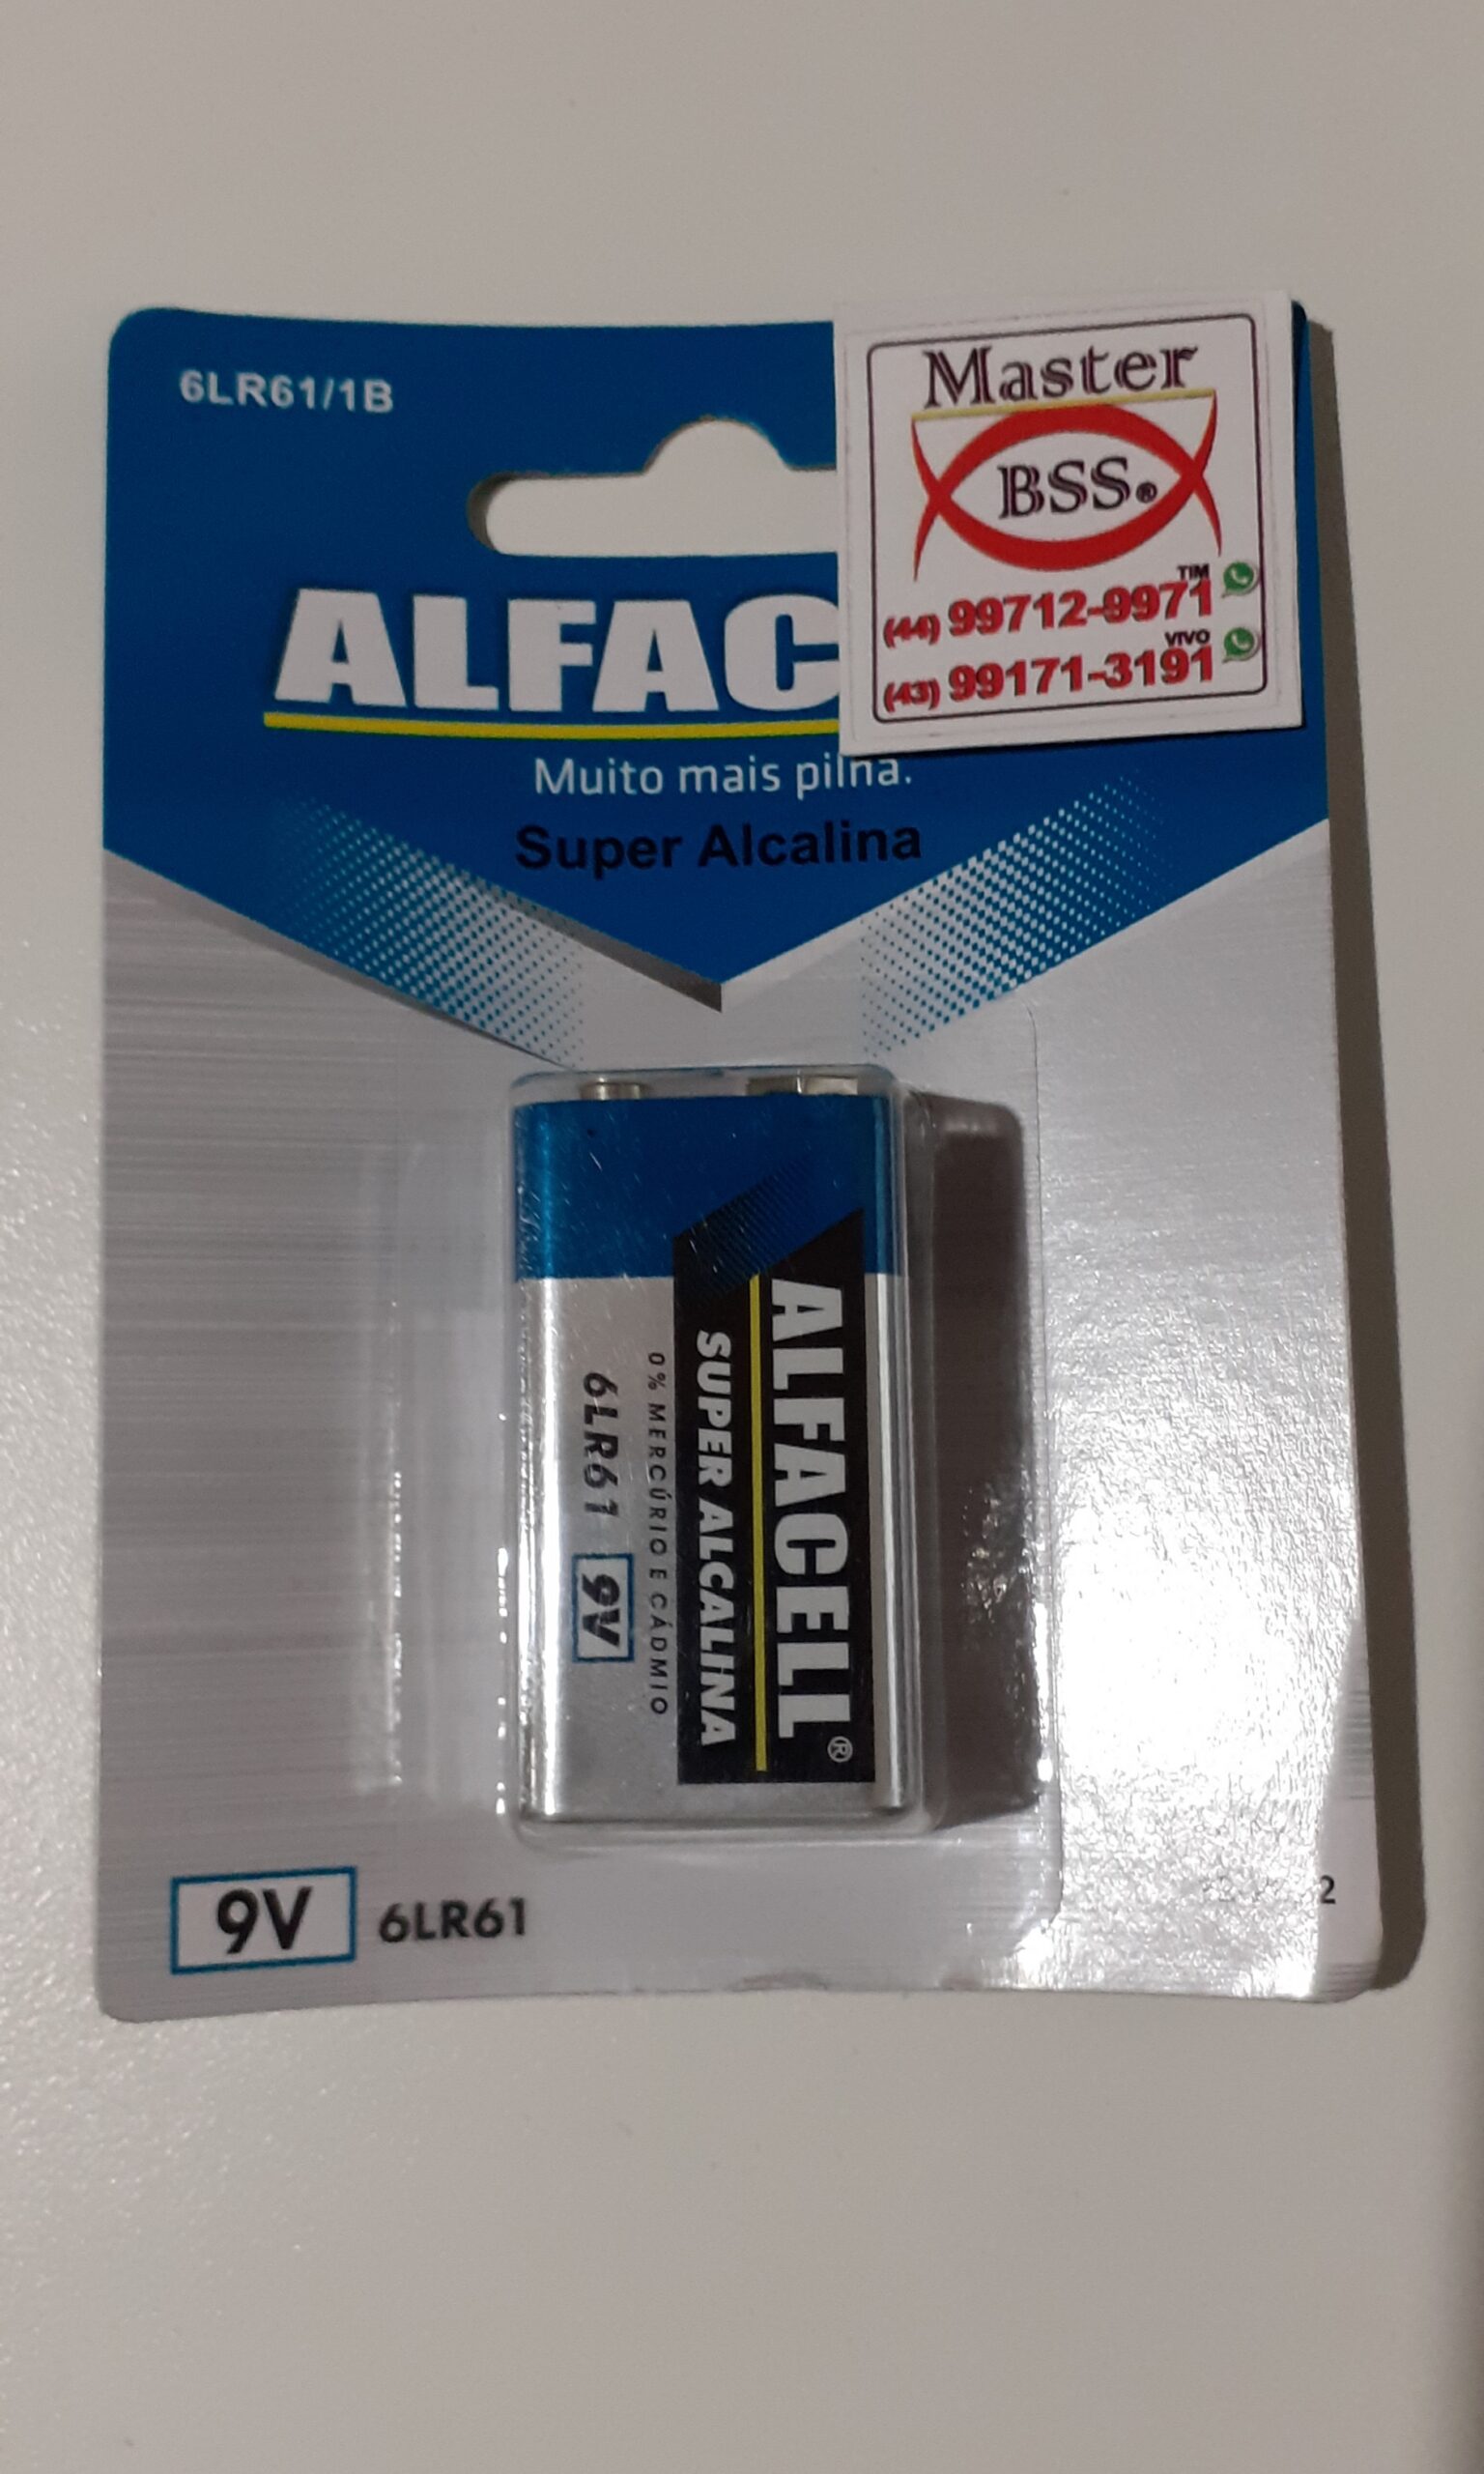 6LR61/1B
Master
BSS®
TIM
(44) 99712-9971
VIVO
(43) 99171-3191
ALFAC
Muito mais pilha.
Super Alcalina
ALFACELL®
SUPER ALCALINA
0% MERCÚRIO E CÁDMIO
6LR61 9V
9V 6LR61
2